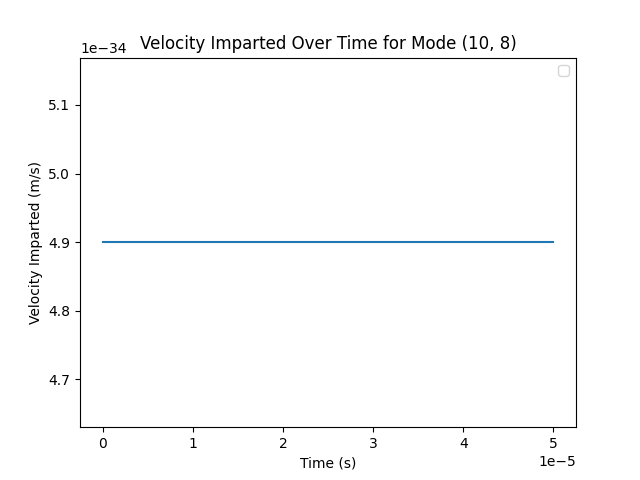 Velocity Imparted Over Time for Mode (10, 8)
1e−34
5.1
5.0
4.9
4.8
4.7
Velocity Imparted (m/s)
0 1 2 3 4 5
1e−5
Time (s)